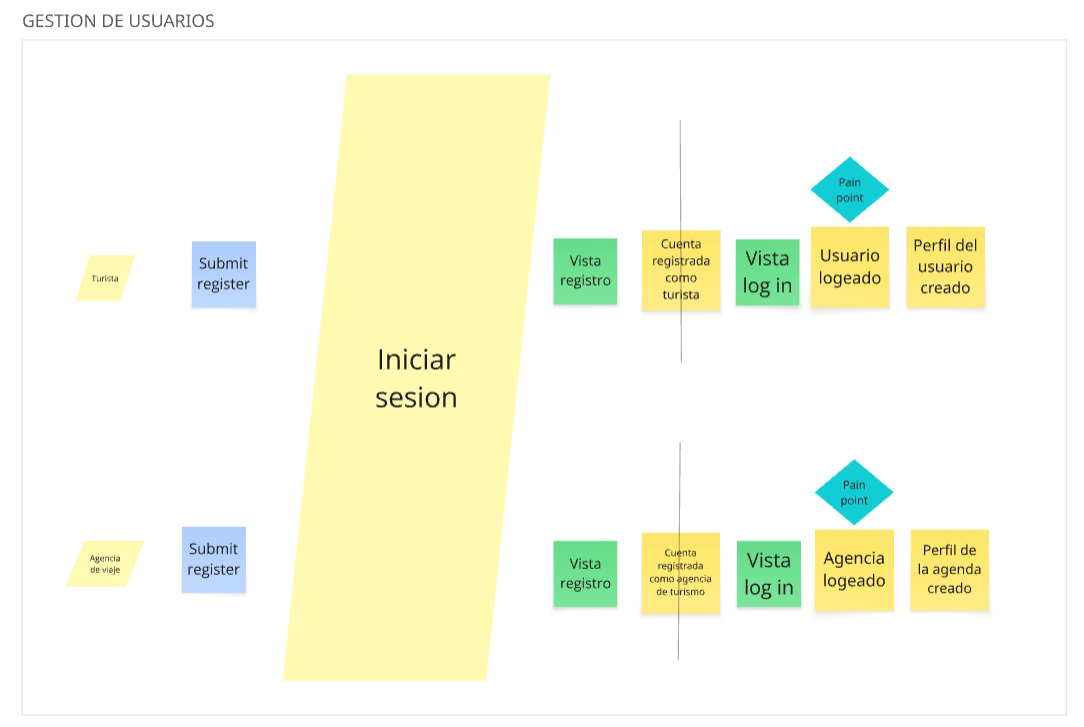 GESTION DE USUARIOS
Turista
Submit
register
Iniciar
sesion
Vista
registro
Cuenta
registrada
como
turista
Vista
log in
Pain
point
Usuario
logeado
Perfil del
usuario
creado
Agencia
de viaje
Submit
register
Vista
registro
Cuenta
registrada
como agencia
de turismo
Vista
log in
Pain
point
Agencia
logeado
Perfil de
la agenda
creado